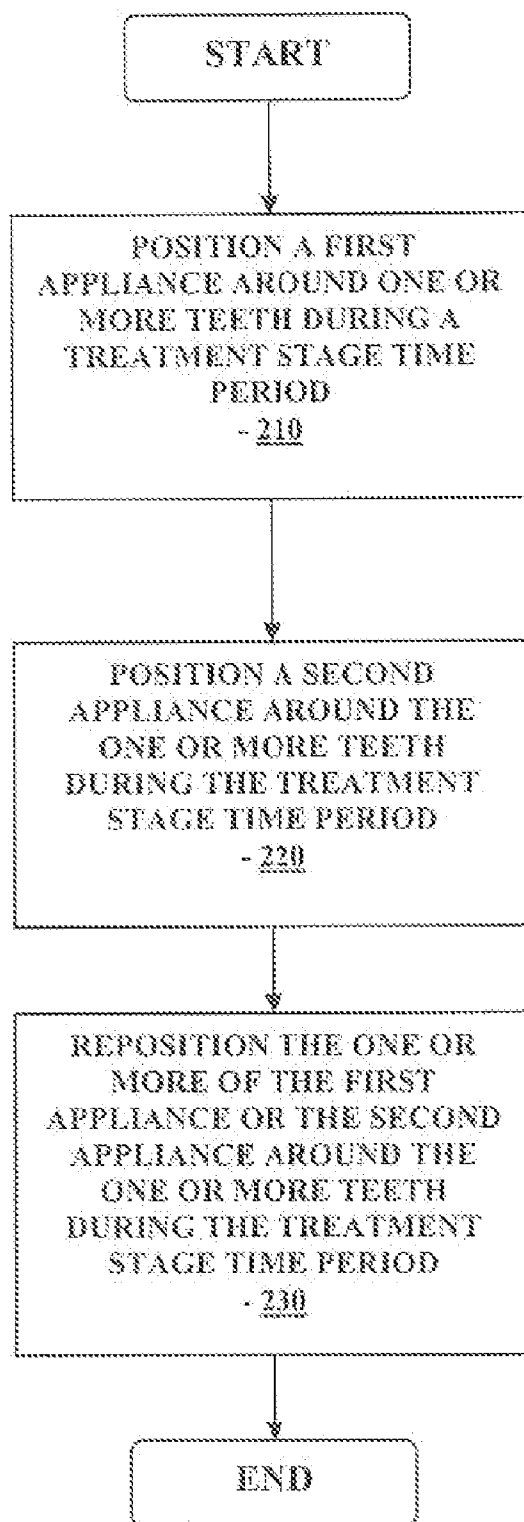 START
POSITION A FIRST
APPLIANCE AROUND ONE OR
MORE TEETH DURING A
TREATMENT STAGE TIME
PERIOD
- 210
POSITION A SECOND
APPLIANCE AROUND THE
ONE OR MORE TEETH
DURING THE TREATMENT
STAGE TIME PERIOD
- 220
REPOSITION THE ONE OR
MORE OF THE FIRST
APPLIANCE OR THE SECOND
APPLIANCE AROUND THE
ONE OR MORE TEETH
DURING THE TREATMENT
STAGE TIME PERIOD
- 230
END